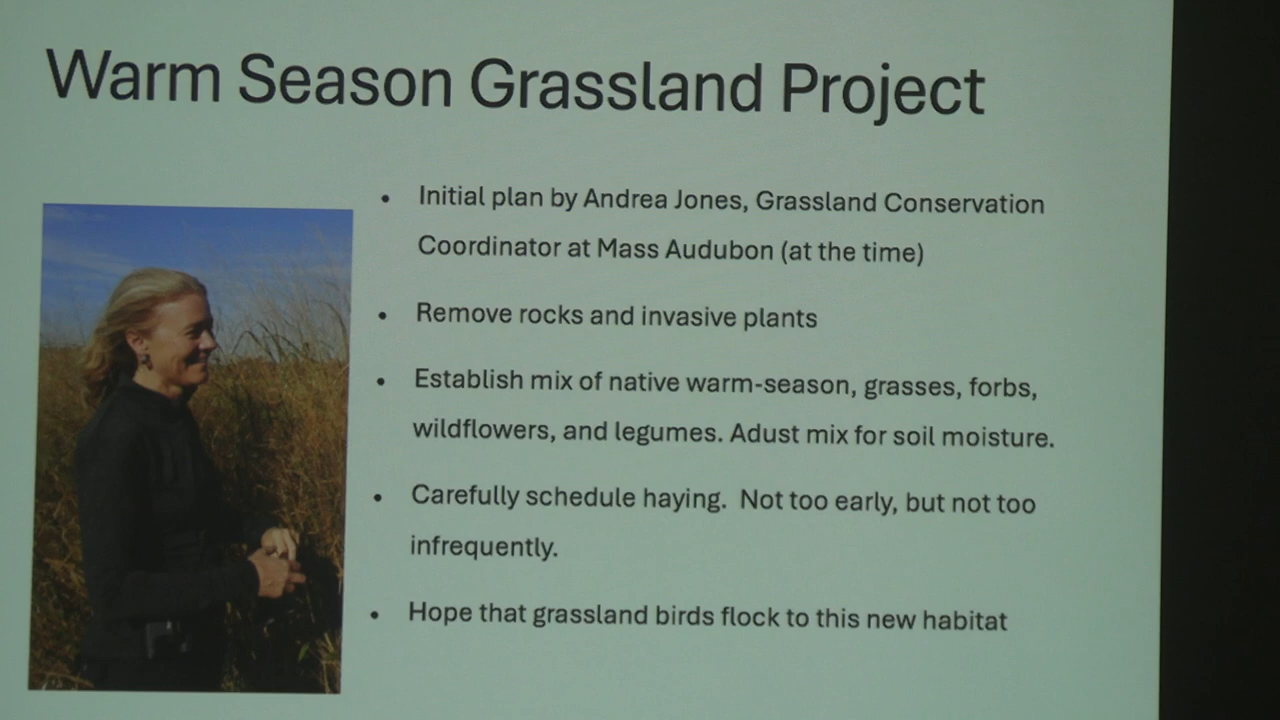 Warm Season Grassland Project
• Initial plan by Andrea Jones, Grassland Conservation
Coordinator at Mass Audubon (at the time)
• Remove rocks and invasive plants
• Establish mix of native warm-season, grasses, forbs,
wildflowers, and legumes. Adust mix for soil moisture.
• Carefully schedule haying.  Not too early, but not too
infrequently.
• Hope that grassland birds flock to this new habitat